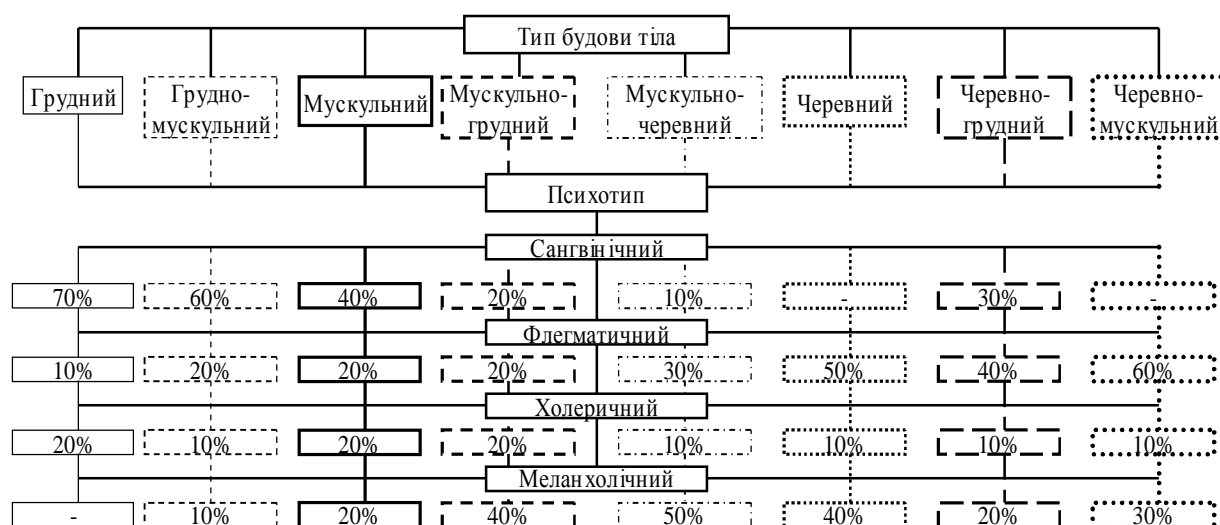 Тип будови тіла
Грудний
Грудно-
мускульний
Мускульний
Мускульно-
грудний
Мускульно-
черевний
Черевний
Черевно-
грудний
Черевно-
мускульний
Психотип
Сангвінічний
70% 60% 40% 20% 10% - 30% -
Флегматичний
10% 20% 20% 20% 30% 50% 40% 60%
Холеричний
20% 10% 20% 20% 10% 10% 10% 10%
Меланхолічний
- 10% 20% 40% 50% 40% 20% 30%